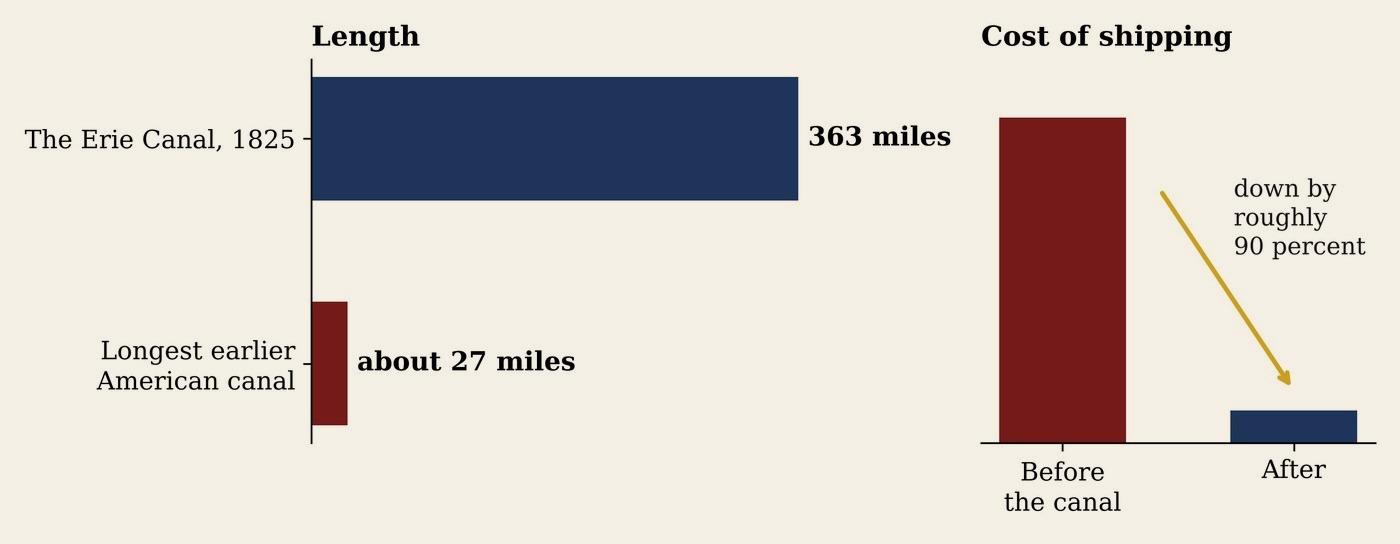 Length
The Erie Canal, 1825
363 miles
Longest earlier
American canal
about 27 miles
Cost of shipping
down by
roughly
90 percent
Before
the canal
After